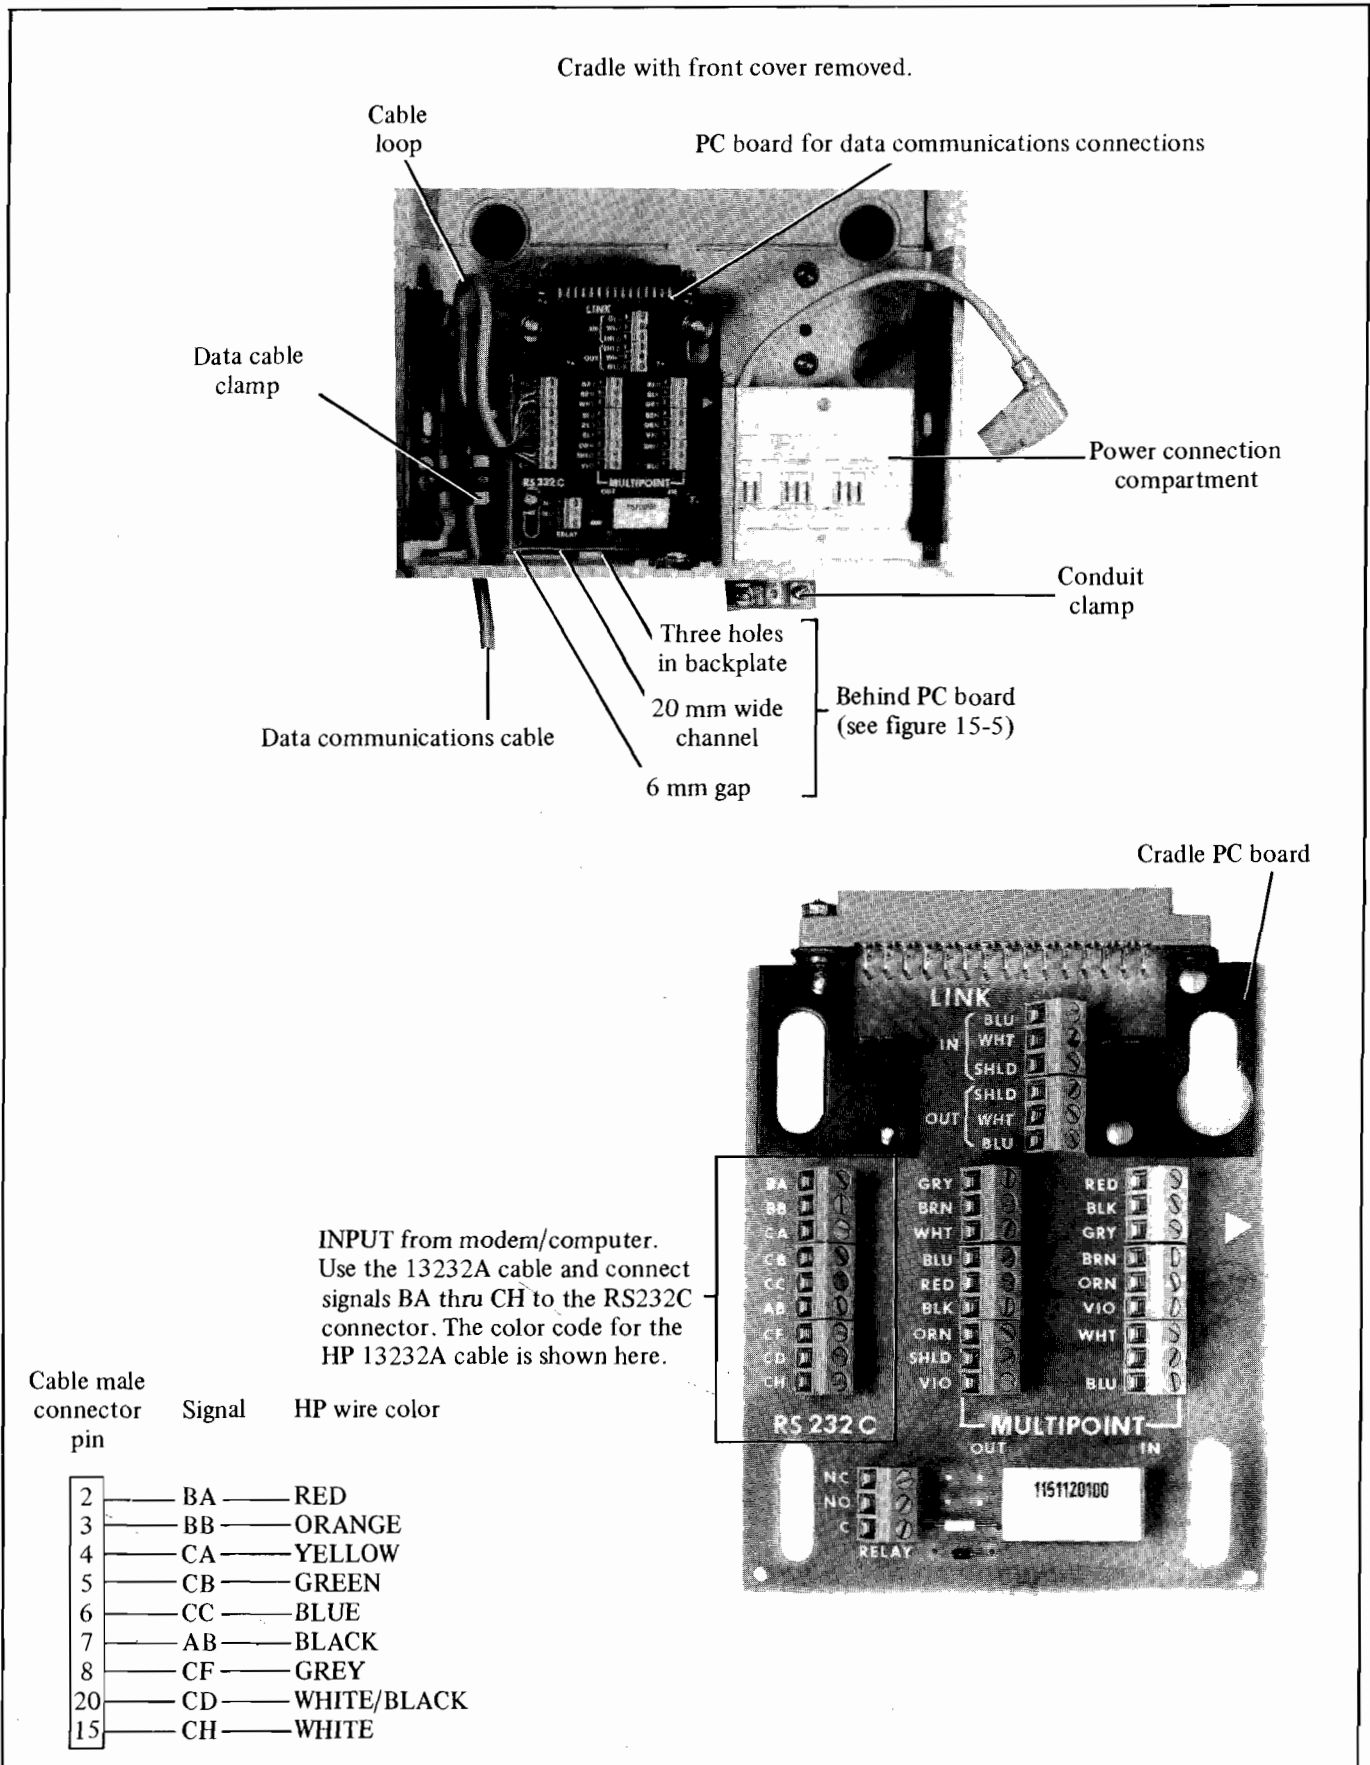 Cradle with front cover removed.
Cable
loop
PC board for data communications connections
Data cable
clamp
LINK
OUT
RS 232 C
MULTIPOINT
OUT
IN
RELAY
Power connection
compartment
Conduit
clamp
Three holes
in backplate
20 mm wide
channel
6 mm gap
Behind PC board
(see figure 15-5)
Data communications cable
Cradle PC board
LINK
IN
BLU
WHT
SHLD
OUT
SHLD
WHT
BLU
BA
BB
CA
CB
CC
AB
CF
CD
CH
RS 232 C
GRY
BRN
WHT
BLU
RED
BLK
ORN
SHLD
VIO
RED
BLK
GRY
BRN
ORN
VIO
WHT
BLU
MULTIPOINT
OUT
IN
NC
NO
C
RELAY
1151120100
INPUT from modem/computer.
Use the 13232A cable and connect
signals BA thru CH to the RS232C
connector. The color code for the
HP 13232A cable is shown here.
Cable male
connector
pin
Signal
HP wire color
2 BA RED
3 BB ORANGE
4 CA YELLOW
5 CB GREEN
6 CC BLUE
7 AB BLACK
8 CF GREY
20 CD WHITE/BLACK
15 CH WHITE